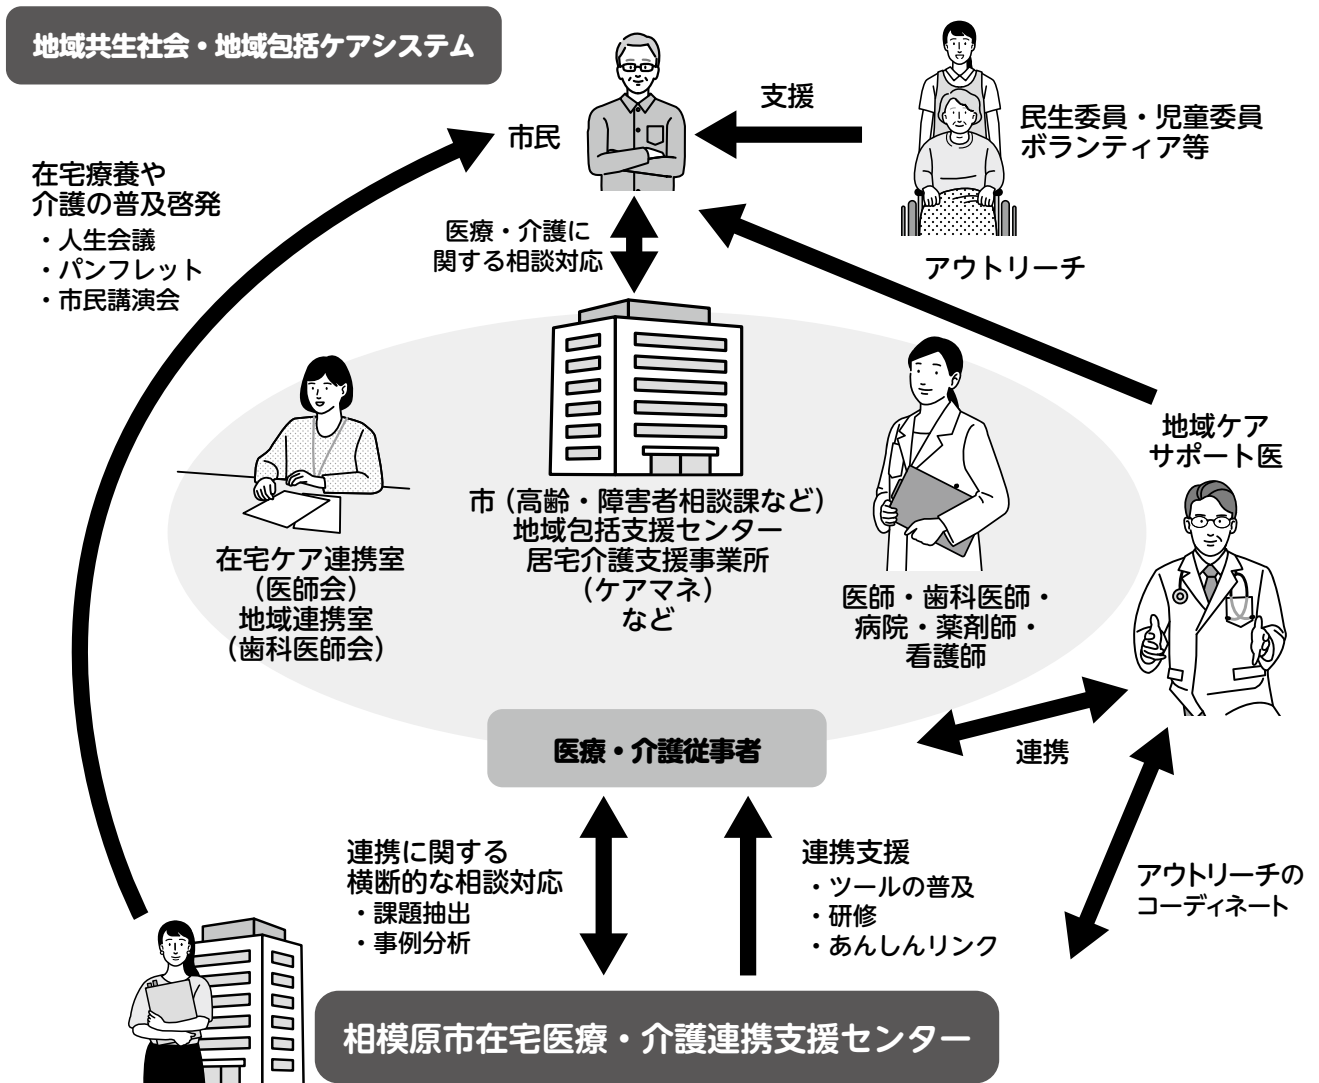 地域共生社会・地域包括ケアシステム
市民
支援
民生委員・児童委員
ボランティア等
在宅療養や
介護の普及啓発
・人生会議
・パンフレット
・市民講演会
医療・介護に
関する相談対応
アウトリーチ
地域ケア
サポート医
在宅ケア連携室
（医師会）
地域連携室
（歯科医師会）
市（高齢・障害者相談課など）
地域包括支援センター
居宅介護支援事業所
（ケアマネ）
など
医師・歯科医師・
病院・薬剤師・
看護師
医療・介護従事者
連携
連携に関する
横断的な相談対応
・課題抽出
・事例分析
連携支援
・ツールの普及
・研修
・あんしんリンク
アウトリーチの
コーディネート
相模原市在宅医療・介護連携支援センター